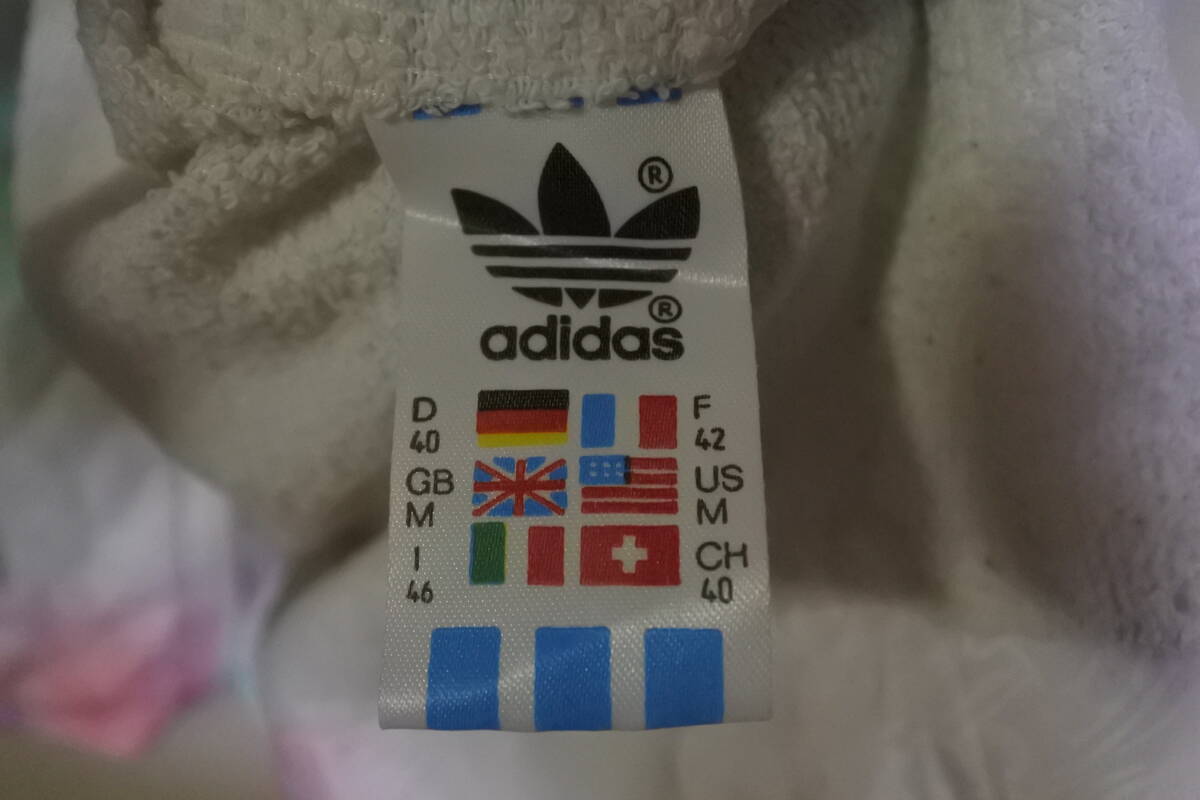 ®
®
adidas
D F
40 42
GB US
M M
I CH
46 40